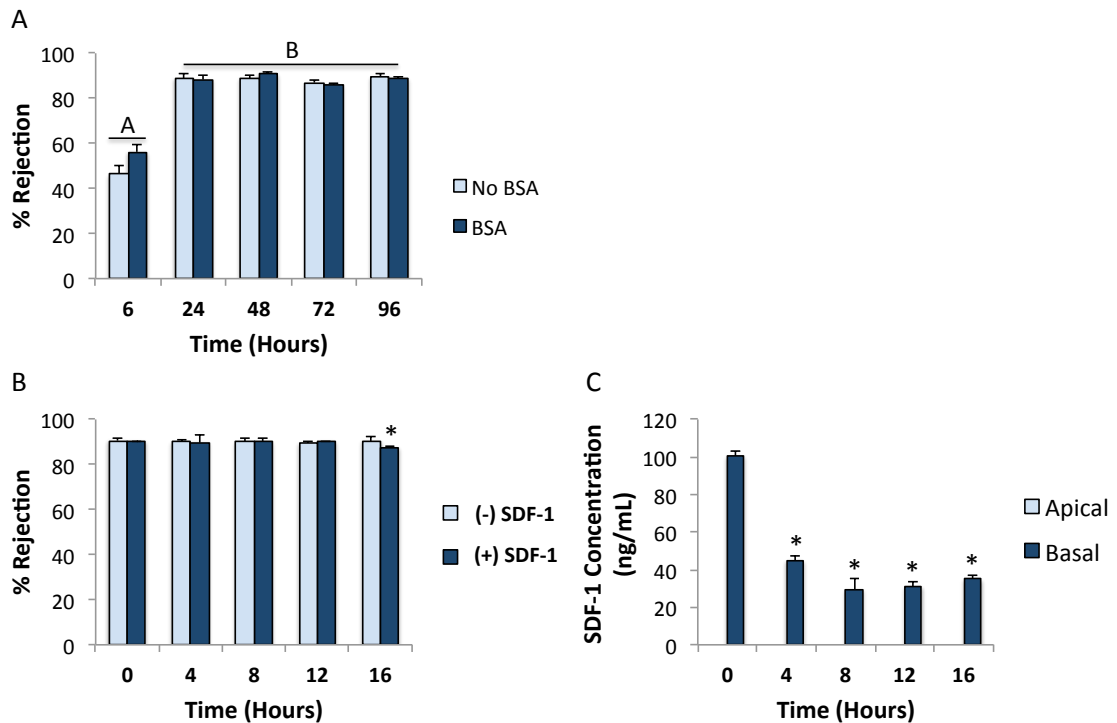 A
100
80
60
40
20
0
% Rejection
A
B
6 24 48 72 96
Time (Hours)
No BSA
BSA
B
100
80
60
40
20
0
% Rejection
*
0 4 8 12 16
Time (Hours)
(-) SDF-1
(+) SDF-1
C
120
100
80
60
40
20
0
SDF-1 Concentration
(ng/mL)
* * * *
0 4 8 12 16
Time (Hours)
Apical
Basal